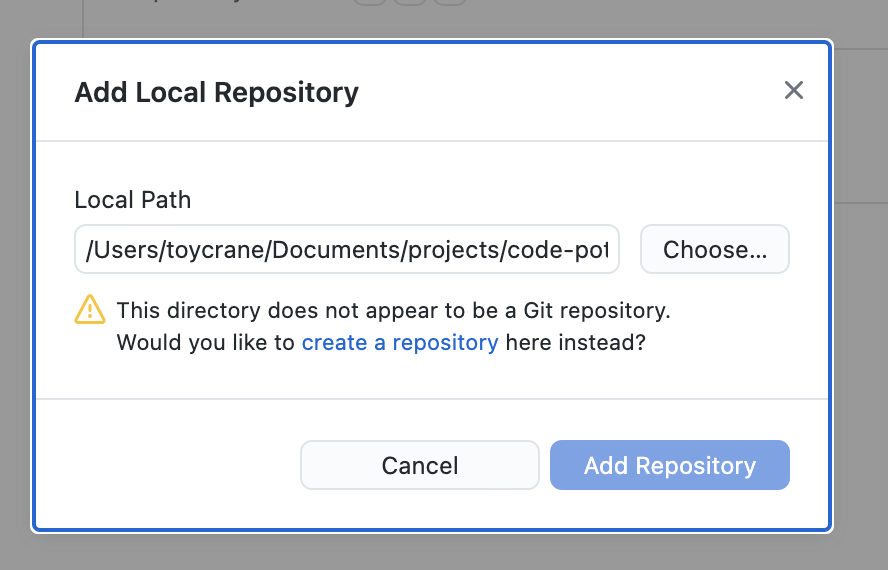 Add Local Repository
Local Path
/Users/toycrane/Documents/projects/code-pot
Choose...
This directory does not appear to be a Git repository.
Would you like to create a repository here instead?
Cancel
Add Repository